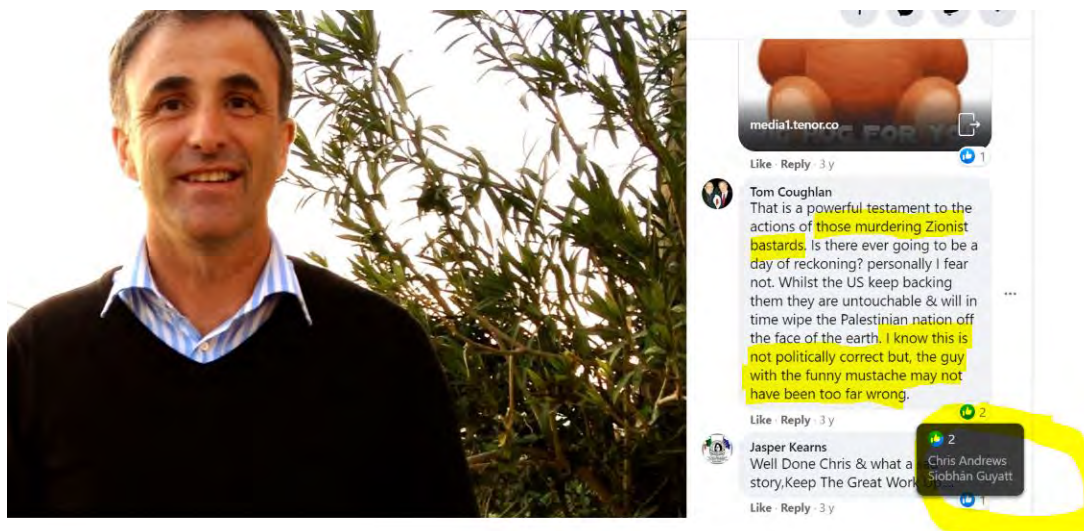 media1.tenor.co
HUG FOR YO
Like · Reply · 3 y
1
Tom Coughlan
That is a powerful testament to the
actions of those murdering Zionist
bastards. Is there ever going to be a
day of reckoning? personally I fear
not. Whilst the US keep backing
them they are untouchable & will in
time wipe the Palestinian nation off
the face of the earth. I know this is
not politically correct but, the guy
with the funny mustache may not
have been too far wrong.
Like · Reply · 3 y
2
2
Chris Andrews
Siobhán Guyatt
Jasper Kearns
Well Done Chris & what a
story,Keep The Great Work
Like · Reply · 3 y
1